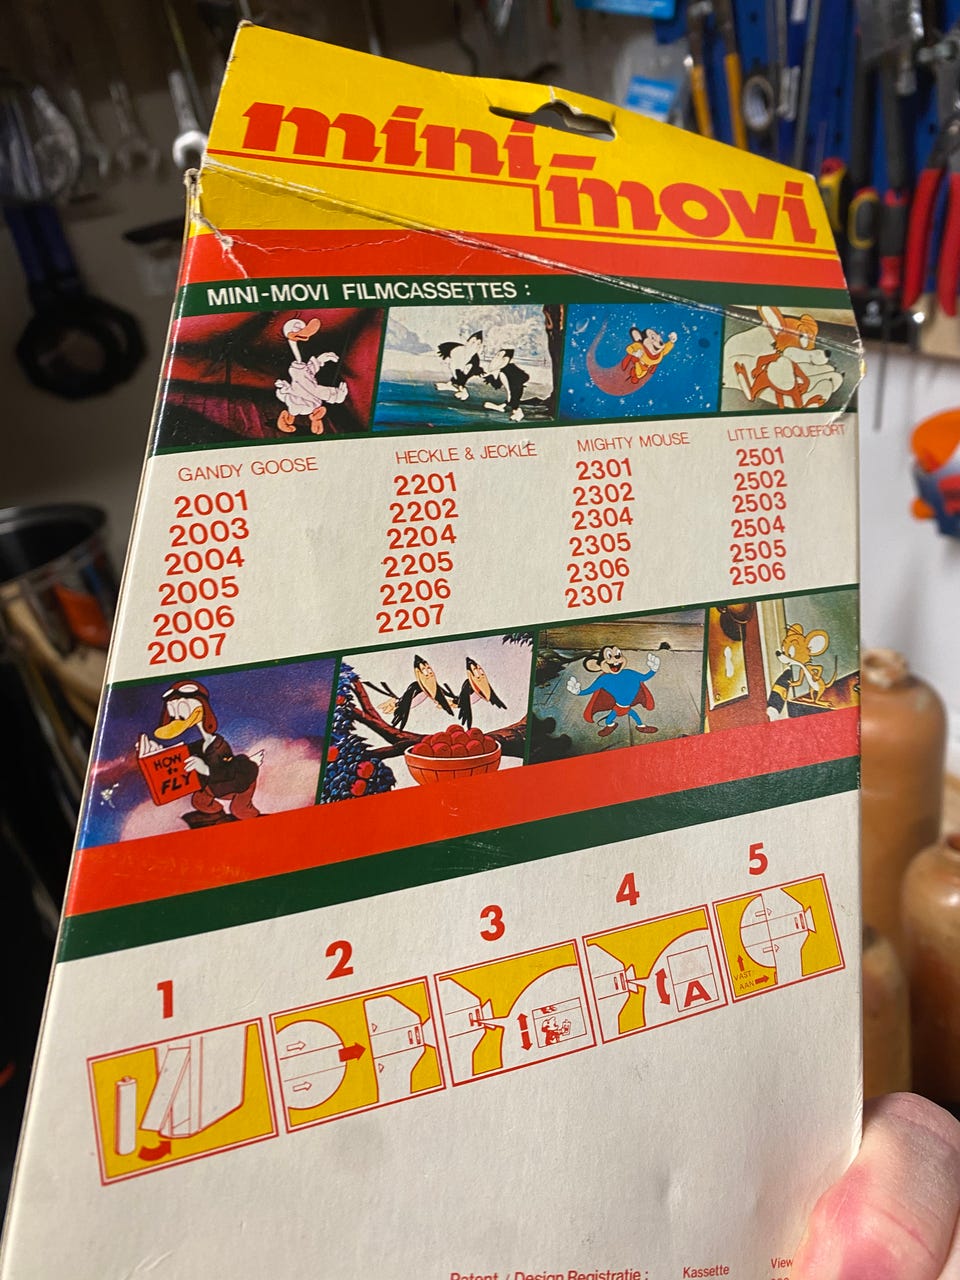 mini-
movi
MINI-MOVI FILMCASSETTES :
GANDY GOOSE
2001
2003
2004
2005
2006
2007
HECKLE & JECKLE
2201
2202
2204
2205
2206
2207
MIGHTY MOUSE
2301
2302
2304
2305
2306
2307
LITTLE ROQUEFORT
2501
2502
2503
2504
2505
2506
HOW
to
FLY
1
2
3
4
5
A
VAST
AAN
Patent / Design Registratie :
Kassette
View